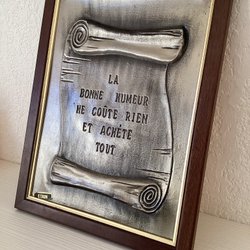 LA
BONNE HUMEUR
NE COÛTE RIEN
ET ACHÈTE
TOUT